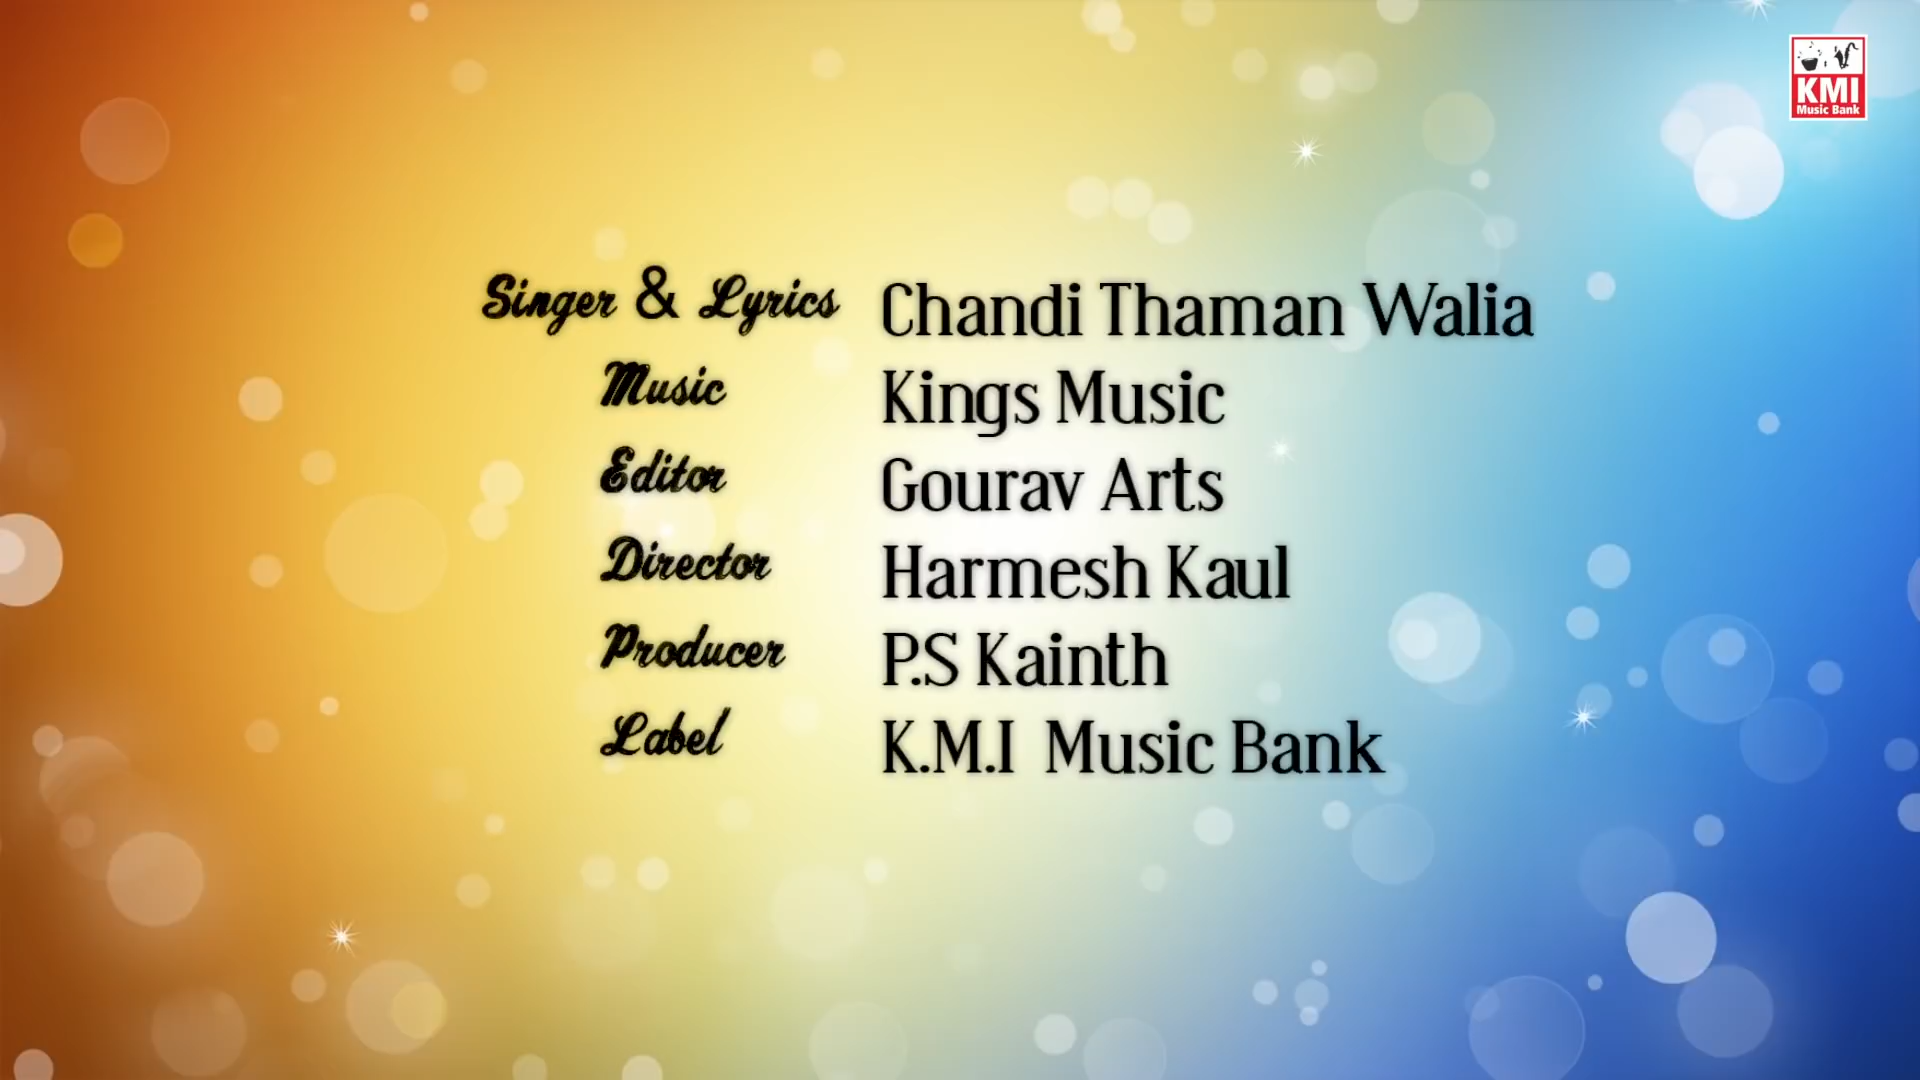 KMI
Music Bank
Singer & Lyrics Chandi Thaman Walia
Music Kings Music
Editor Gourav Arts
Director Harmesh Kaul
Producer P.S Kainth
Label K.M.I Music Bank